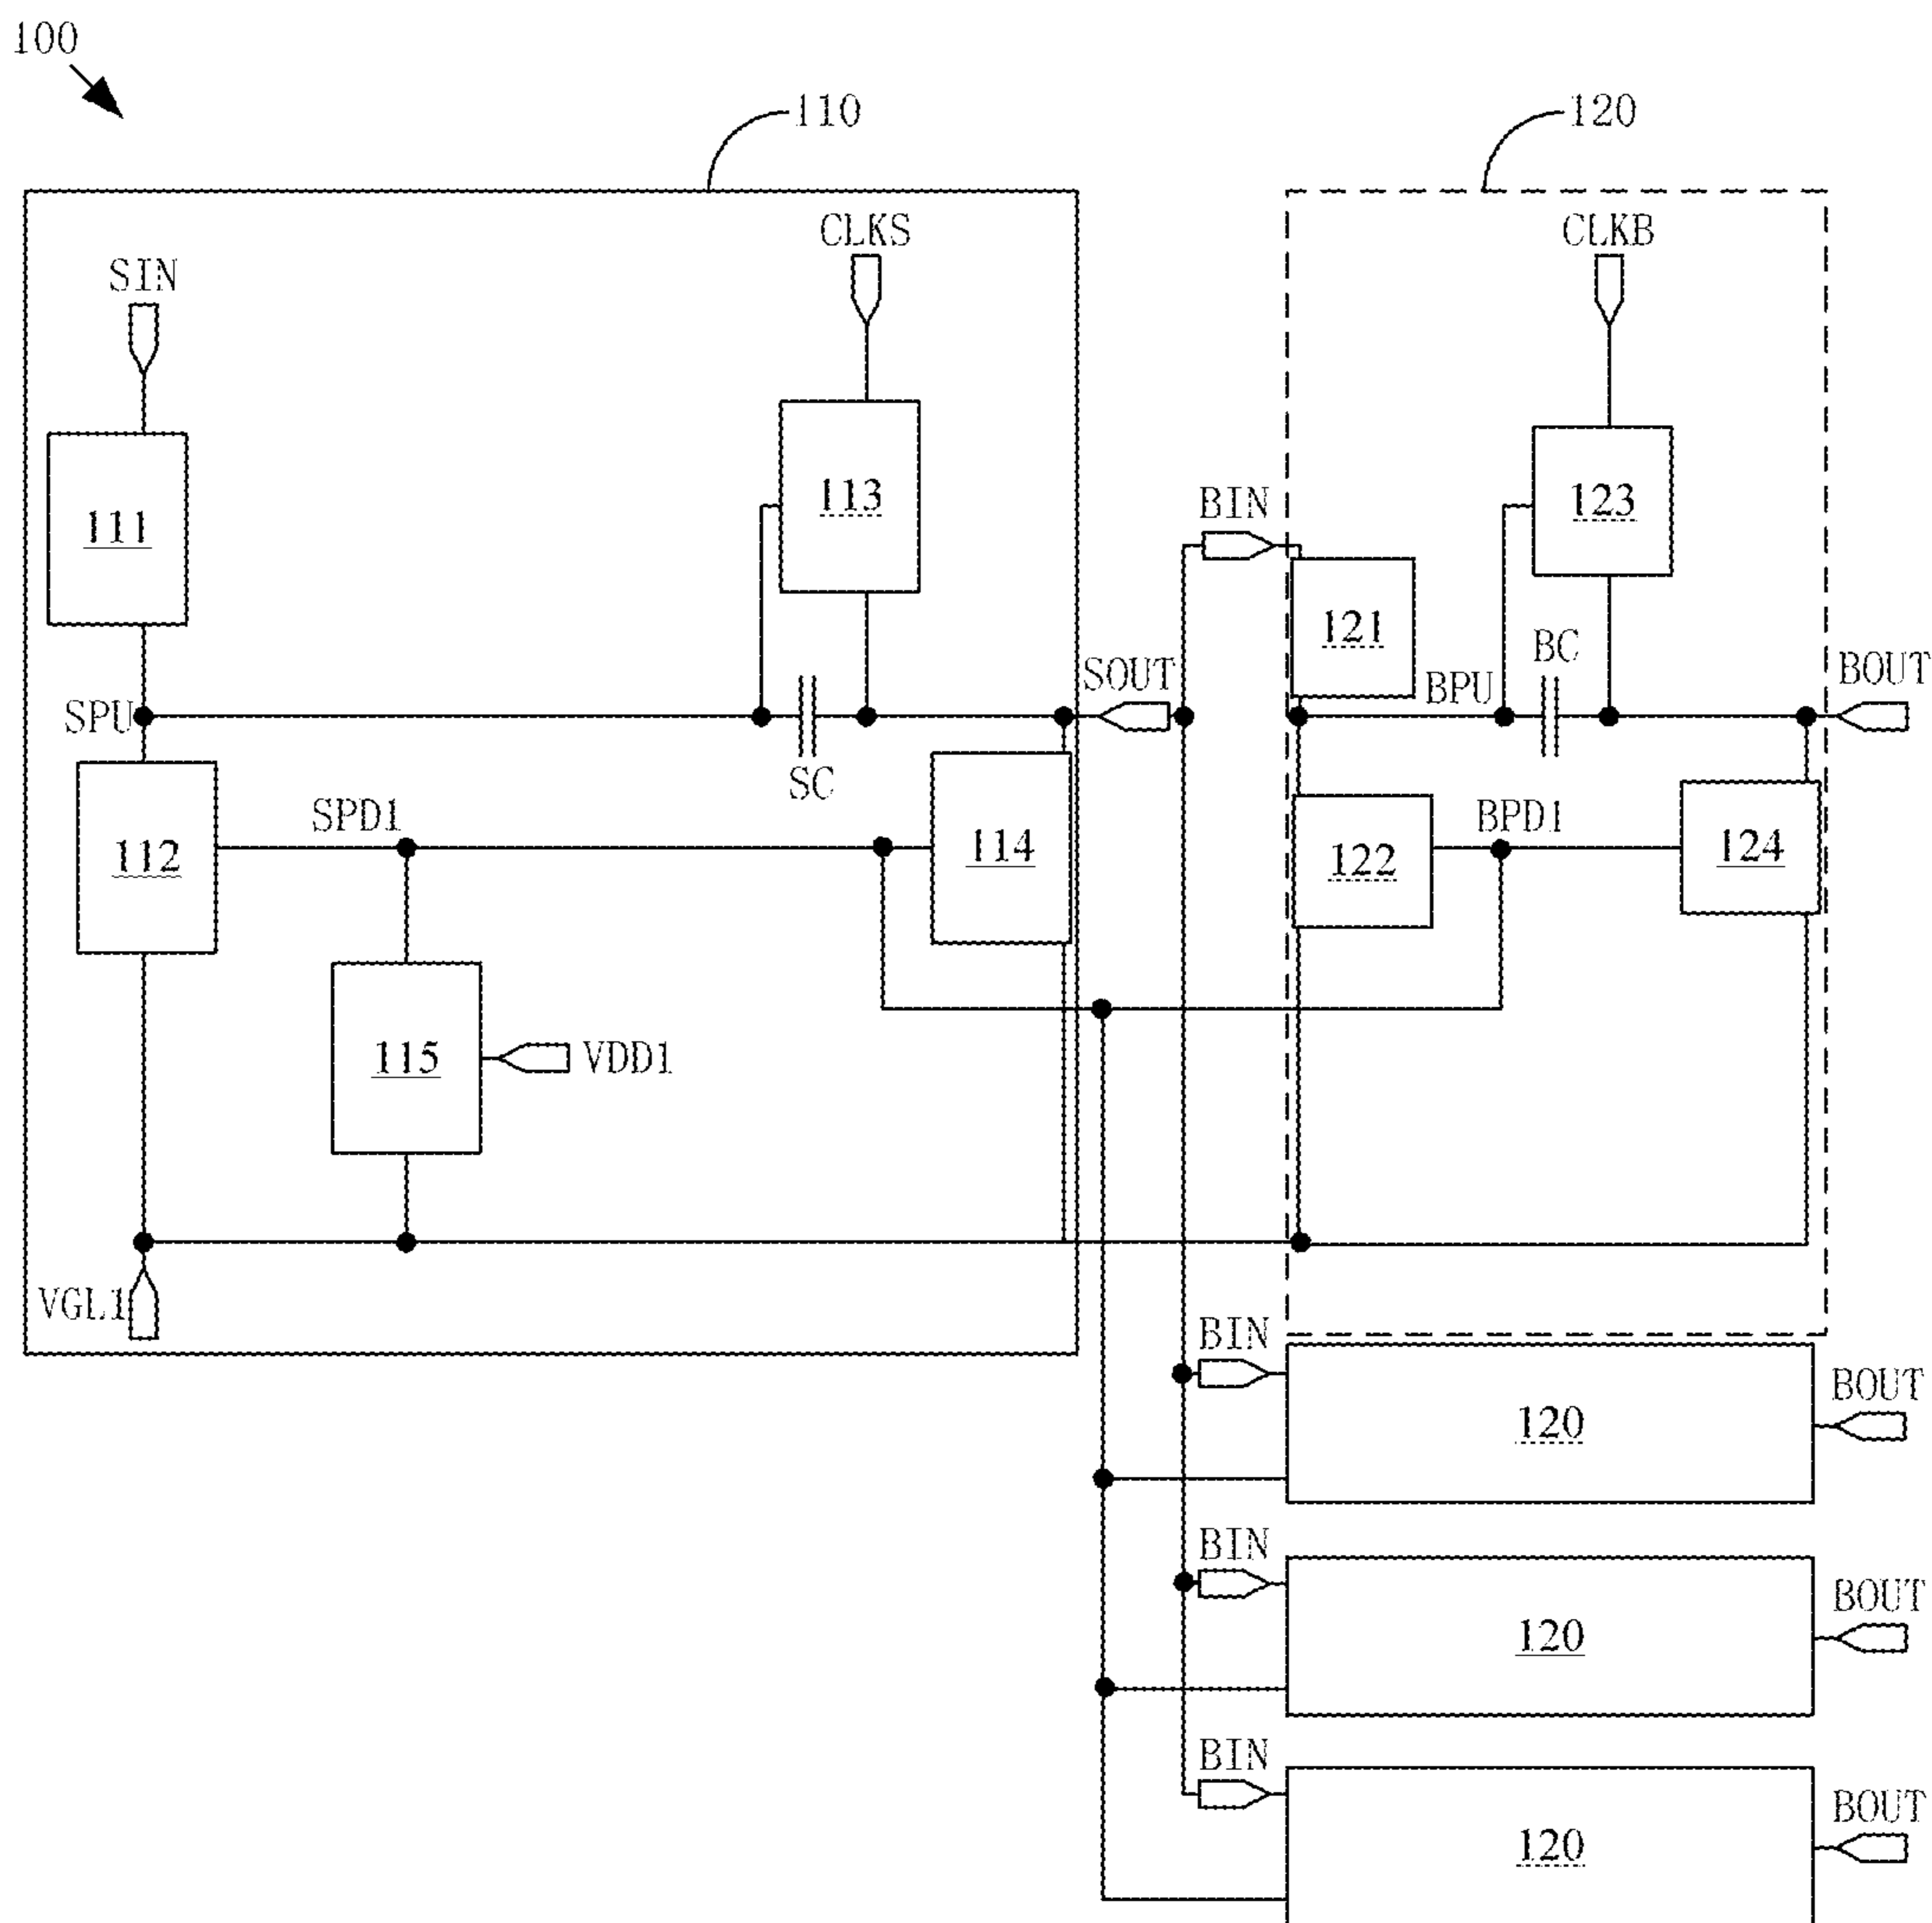 100
110
120
CLKS
CLKB
SIN
113
123
BIN
111
121
SOUT
BPU
BC
BOUT
SPU
SC
SPD1
BPD1
112
114
122
124
115
VDD1
VGL1
BIN
BOUT
120
BIN
BOUT
120
BIN
BOUT
120